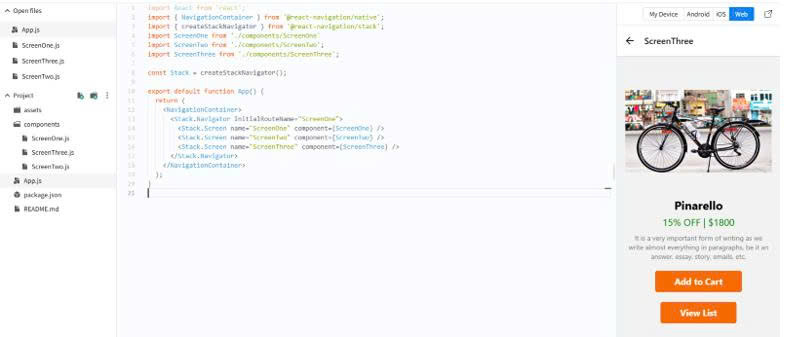 Open files
App.js
ScreenOne.js
ScreenThree.js
ScreenTwo.js
Project
assets
components
ScreenOne.js
ScreenThree.js
ScreenTwo.js
App.js
package.json
README.md
1 import React from 'react';
2 import { NavigationContainer } from '@react-navigation/native';
3 import { createStackNavigator } from '@react-navigation/stack';
4 import ScreenOne from './components/ScreenOne'
5 import ScreenTwo from './components/ScreenTwo';
6 import ScreenThree from './components/ScreenThree';
7
8 const Stack = createStackNavigator();
9
10 export default function App() {
11 return (
12 <NavigationContainer>
13 <Stack.Navigator initialRouteName="ScreenOne">
14 <Stack.Screen name="ScreenOne" component={ScreenOne} />
15 <Stack.Screen name="ScreenTwo" component={ScreenTwo} />
16 <Stack.Screen name="ScreenThree" component={ScreenThree} />
17 </Stack.Navigator>
18 </NavigationContainer>
19 );
20 }
21
My Device Android iOS Web
ScreenThree
Pinarello
15% OFF | $1800
It is a very important form of writing as we
write almost everything in paragraphs, be it an
answer, essay, story, emails, etc.
Add to Cart
View List